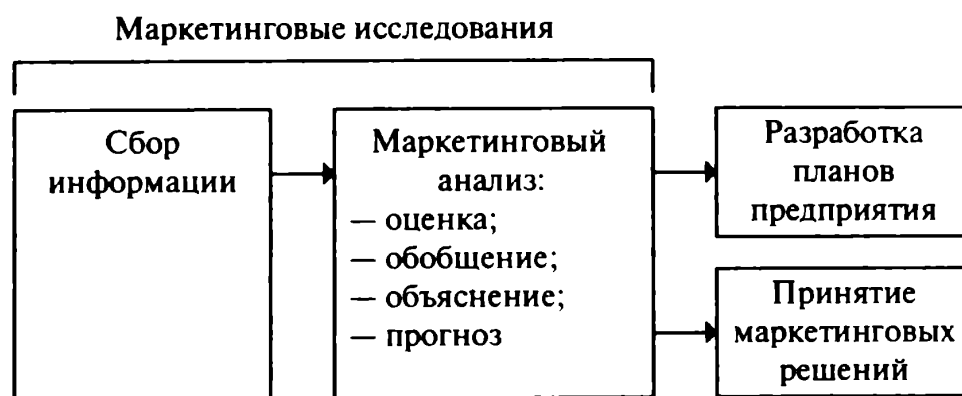 Маркетинговые исследования
Сбор
информации
Маркетинговый
анализ:
— оценка;
— обобщение;
— объяснение;
— прогноз
Разработка
планов
предприятия
Принятие
маркетинговых
решений